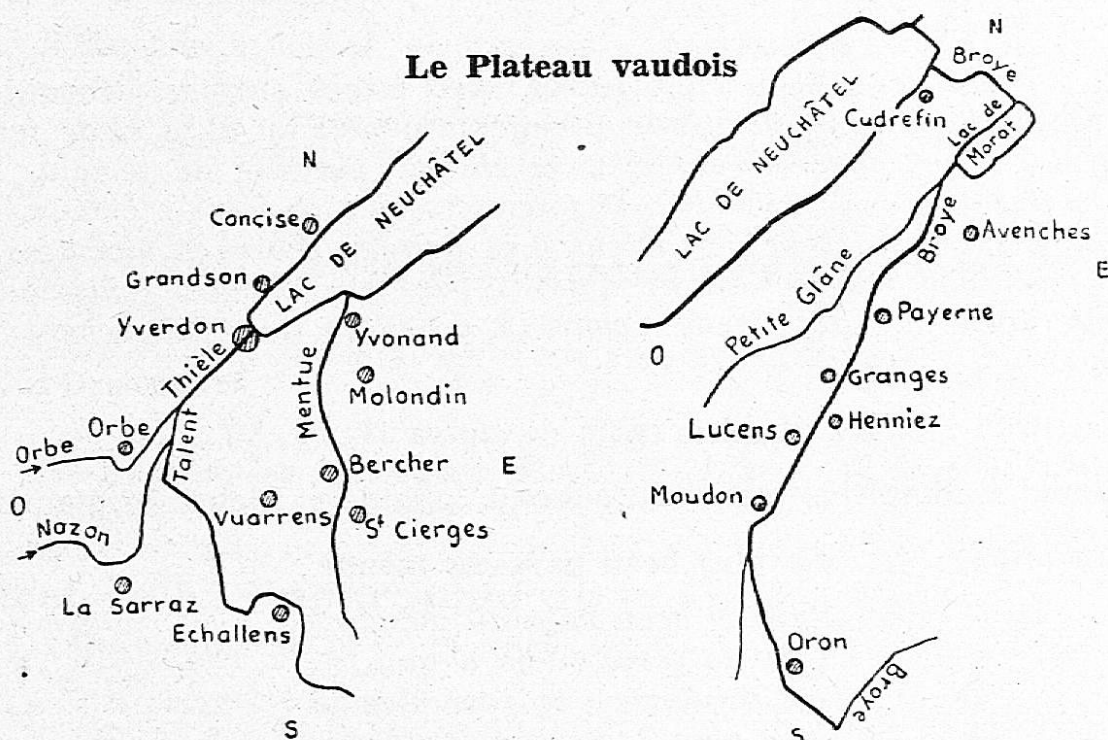 Le Plateau vaudois
N
Concise
Grandson
Yverdon
LAC DE NEUCHÂTEL
Thièle
Yvonand
Molondin
Mentue
Orbe
Orbe
Talent
Bercher
E
O
Nozon
Vuarrens
St Cierges
La Sarraz
Echallens
S
N
Broye
Cudrefin
LAC DE NEUCHÂTEL
Lac de
Morat
Broye
Avenches
E
Petite Glâne
Payerne
O
Granges
Henniez
Lucens
Moudon
Oron
Broye
S